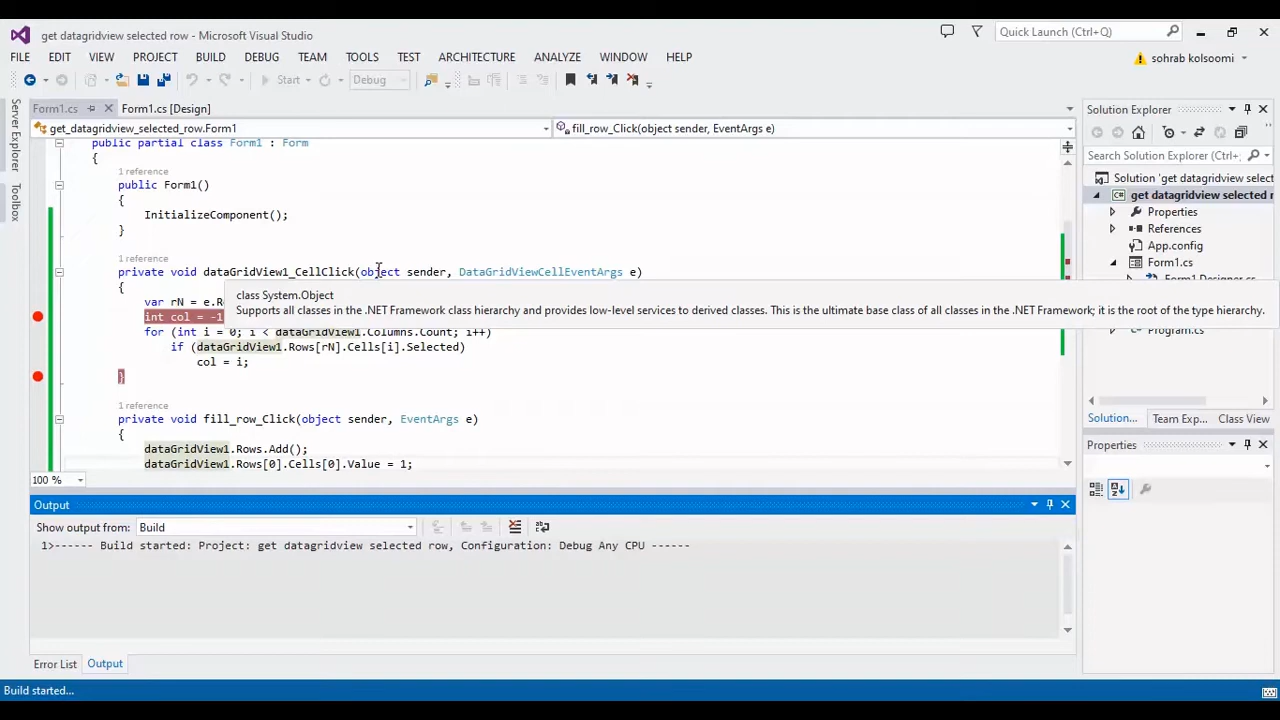 get datagridview selected row - Microsoft Visual Studio
Quick Launch (Ctrl+Q)
FILE EDIT VIEW PROJECT BUILD DEBUG TEAM TOOLS TEST ARCHITECTURE ANALYZE WINDOW HELP
sohrab kolsoomi
Start
Debug
Server Explorer
Toolbox
Form1.cs
Form1.cs [Design]
get_datagridview_selected_row.Form1
fill_row_Click(object sender, EventArgs e)
public partial class Form1 : Form
{
1 reference
public Form1()
{
InitializeComponent();
}
1 reference
private void dataGridView1_CellClick(object sender, DataGridViewCellEventArgs e)
{
class System.Object
var rN = e.R
Supports all classes in the .NET Framework class hierarchy and provides low-level services to derived classes. This is the ultimate base class of all classes in the .NET Framework; it is the root of the type hierarchy.
int col = -1
for (int i = 0; i < dataGridView1.Columns.Count; i++)
if (dataGridView1.Rows[rN].Cells[i].Selected)
col = i;
}
1 reference
private void fill_row_Click(object sender, EventArgs e)
{
dataGridView1.Rows.Add();
dataGridView1.Rows[0].Cells[0].Value = 1;
100 %
Output
Show output from: Build
1>------ Build started: Project: get datagridview selected row, Configuration: Debug Any CPU ------
Error List
Output
Build started...
Solution Explorer
Search Solution Explorer (Ctrl+;
Solution 'get datagridview select
get datagridview selected r
Properties
References
App.config
Form1.cs
Form1.Designer.cs
Program.cs
Solution... Team Exp... Class View
Properties